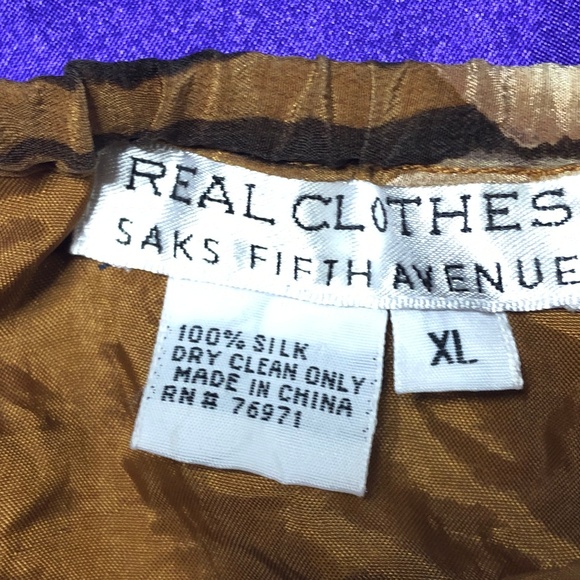 REAL CLOTHES
SAKS FIFTH AVENUE
100% SILK
DRY CLEAN ONLY
MADE IN CHINA
RN# 76971
XL